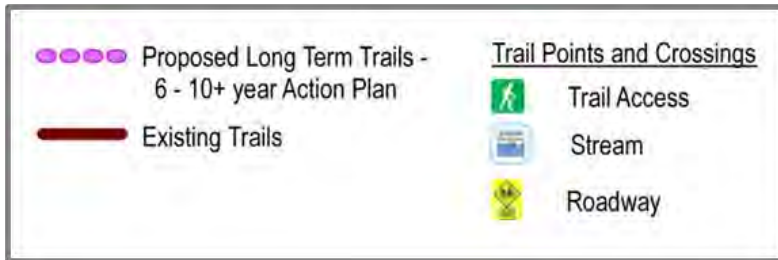 Proposed Long Term Trails -
6 - 10+ year Action Plan
Existing Trails
Trail Points and Crossings
Trail Access
Stream
Roadway